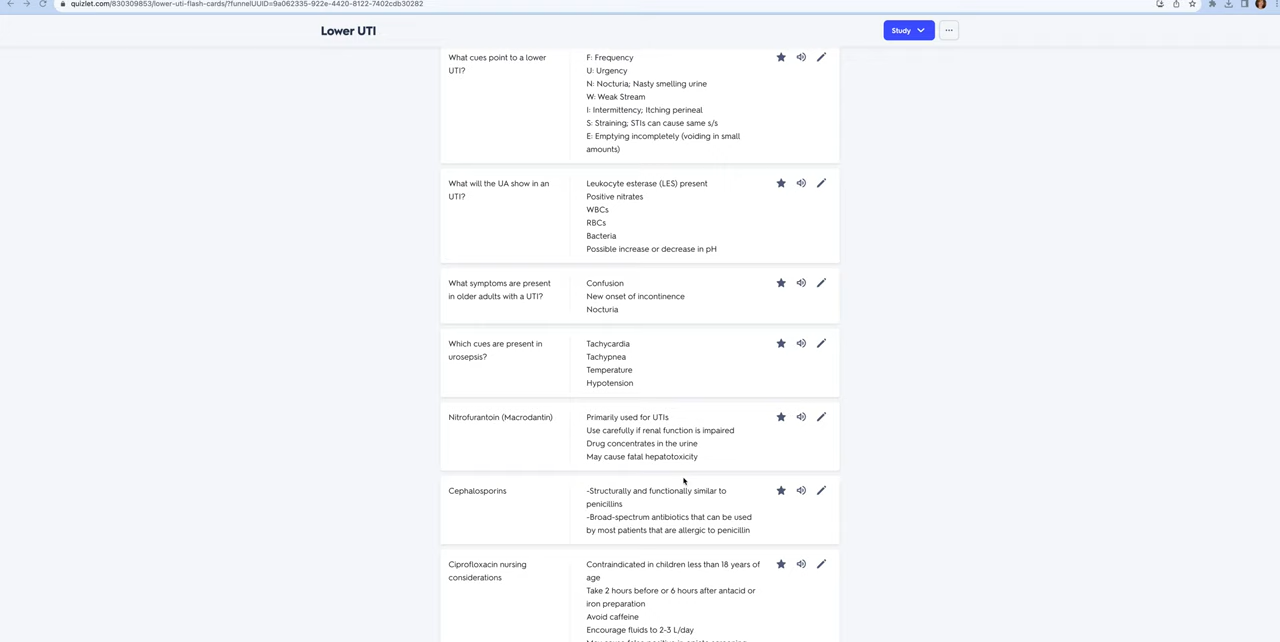 quizlet.com/830309853/lower-uti-flash-cards/?funnelUUID=9a062335-922e-4420-8122-7402cdb30282
Lower UTI
Study
What cues point to a lower
UTI?
F: Frequency
U: Urgency
N: Nocturia; Nasty smelling urine
W: Weak Stream
I: Intermittency; Itching perineal
S: Straining; STIs can cause same s/s
E: Emptying incompletely (voiding in small
amounts)
What will the UA show in an
UTI?
Leukocyte esterase (LES) present
Positive nitrates
WBCs
RBCs
Bacteria
Possible increase or decrease in pH
What symptoms are present
in older adults with a UTI?
Confusion
New onset of incontinence
Nocturia
Which cues are present in
urosepsis?
Tachycardia
Tachypnea
Temperature
Hypotension
Nitrofurantoin (Macrodantin)
Primarily used for UTIs
Use carefully if renal function is impaired
Drug concentrates in the urine
May cause fatal hepatotoxicity
Cephalosporins
-Structurally and functionally similar to
penicillins
-Broad-spectrum antibiotics that can be used
by most patients that are allergic to penicillin
Ciprofloxacin nursing
considerations
Contraindicated in children less than 18 years of
age
Take 2 hours before or 6 hours after antacid or
iron preparation
Avoid caffeine
Encourage fluids to 2-3 L/day